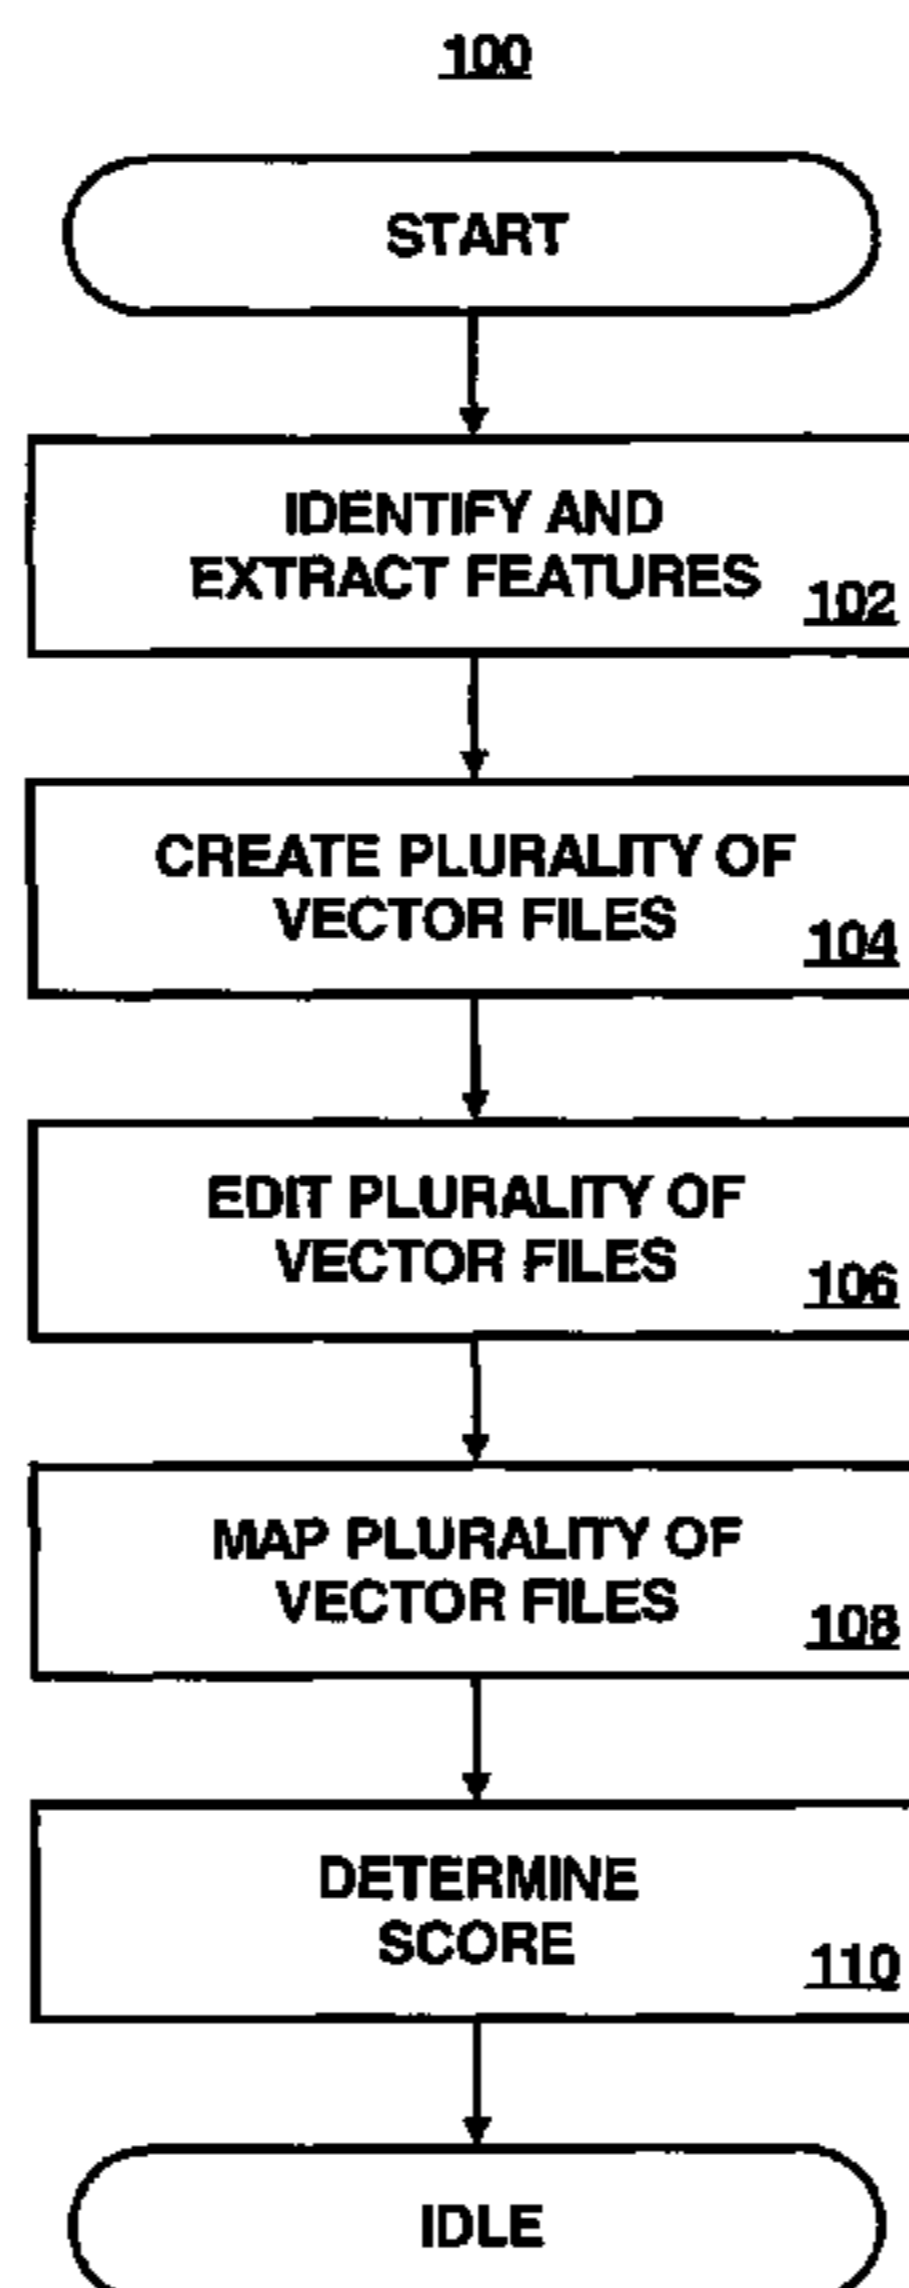 100
START
IDENTIFY AND
EXTRACT FEATURES
102
CREATE PLURALITY OF
VECTOR FILES
104
EDIT PLURALITY OF
VECTOR FILES
106
MAP PLURALITY OF
VECTOR FILES
108
DETERMINE
SCORE
110
IDLE